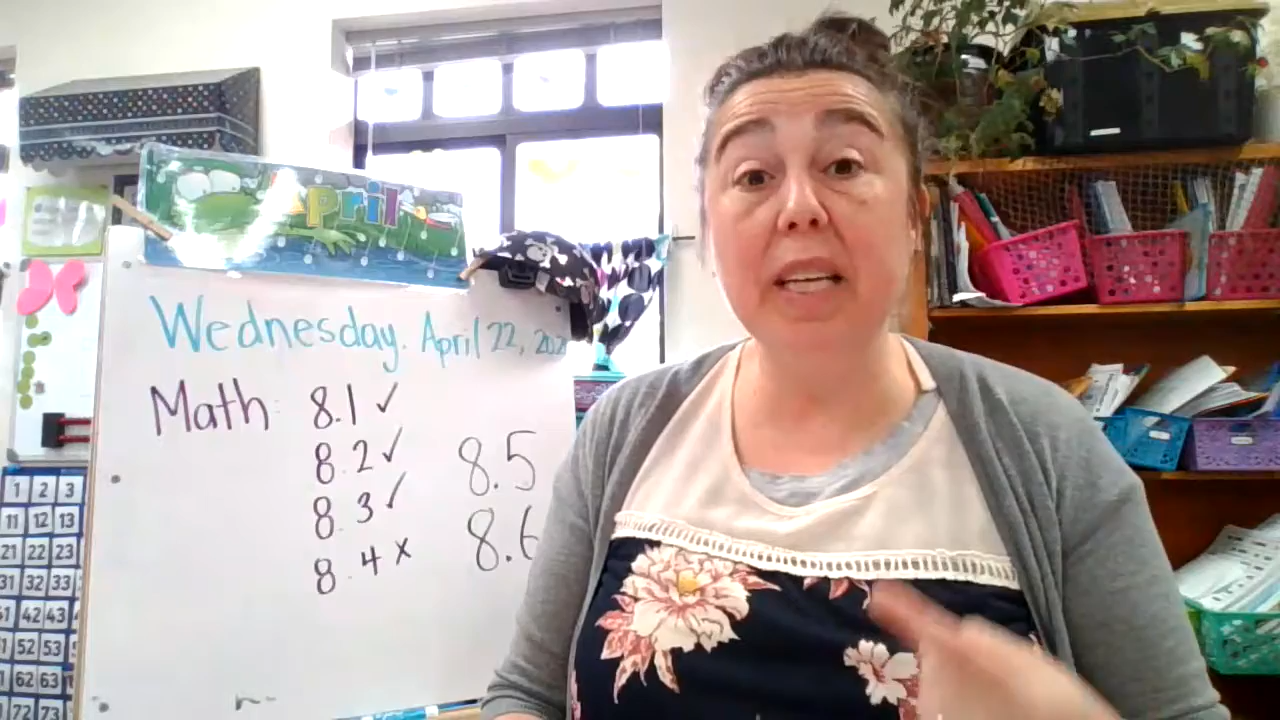 April
Wednesday. April 22, 202
Math: 8.1 ✓
8.2 ✓
8.3 ✓
8.4 x
8.5
8.6
1 2 3
11 12 13
21 22 23
31 32 33
42 43
52 53
62 63
72 73